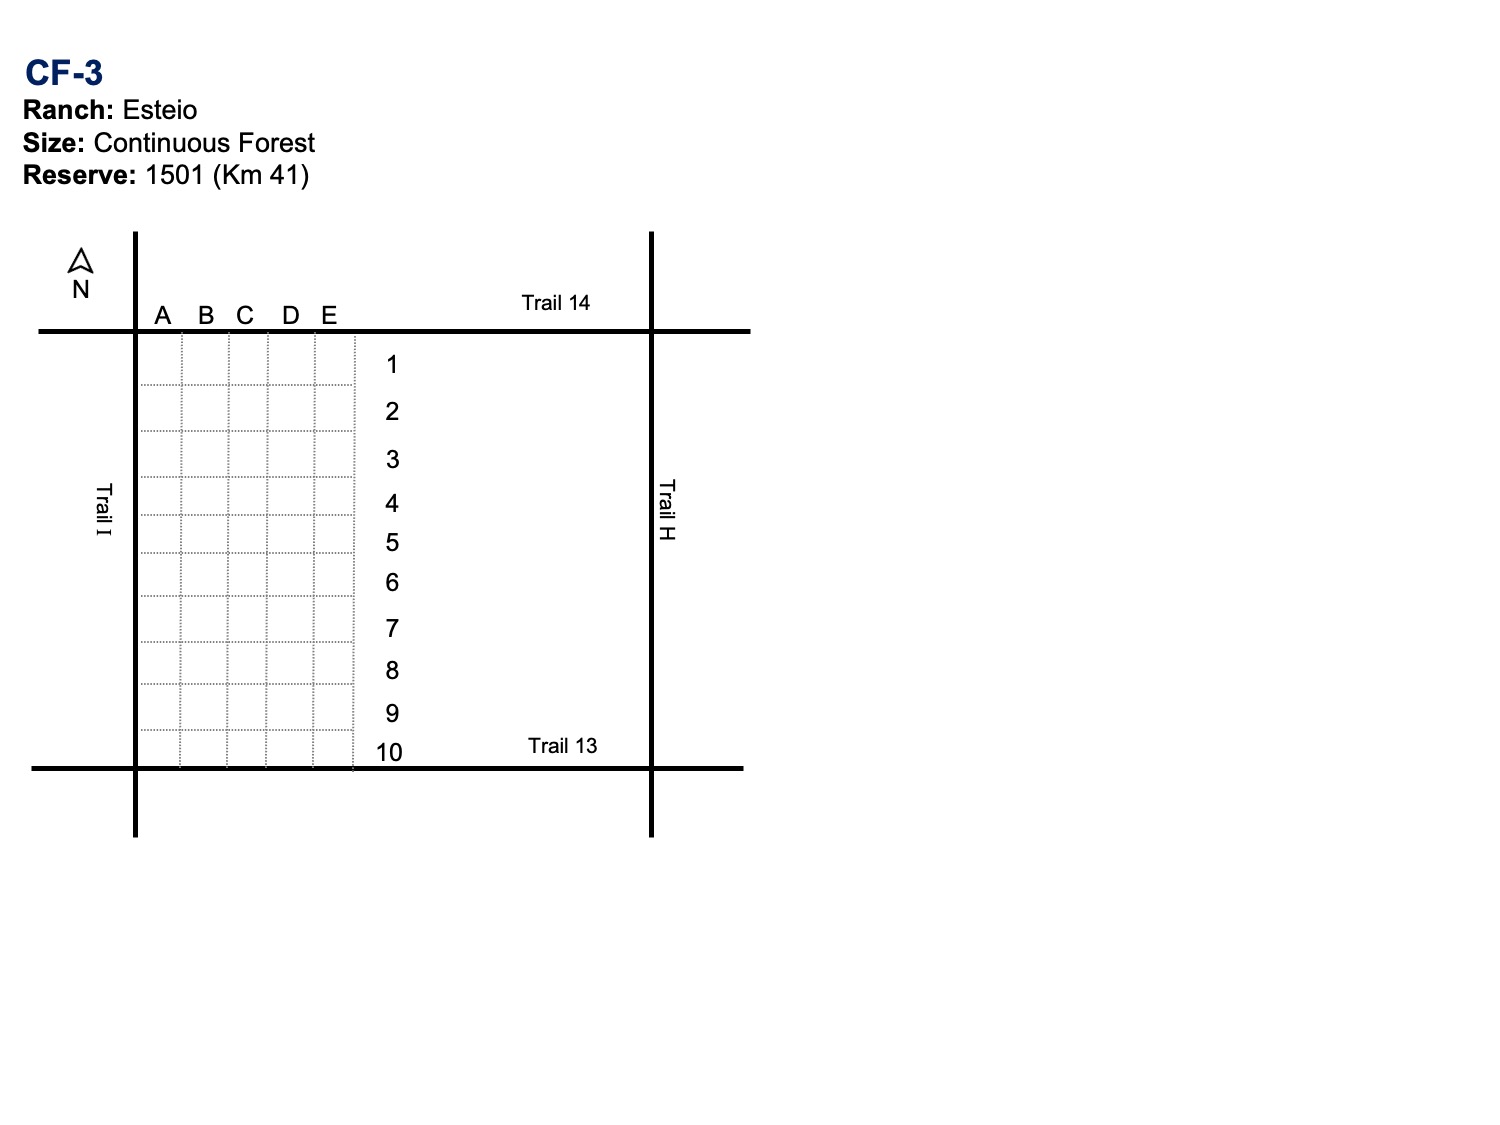 CF-3
Ranch: Esteio
Size: Continuous Forest
Reserve: 1501 (Km 41)
N
Trail 14
A B C D E
1
2
3
4
Trail I
Trail H
5
6
7
8
9
Trail 13
10